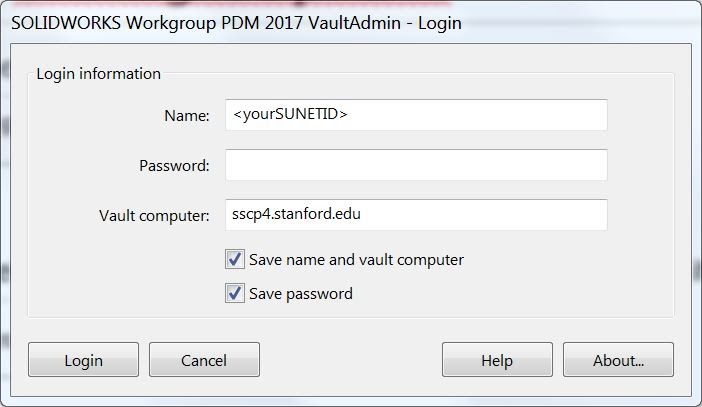 SOLIDWORKS Workgroup PDM 2017 VaultAdmin - Login
Login information
Name: <yourSUNETID>
Password:
Vault computer: sscp4.stanford.edu
Save name and vault computer
Save password
Login Cancel Help About...